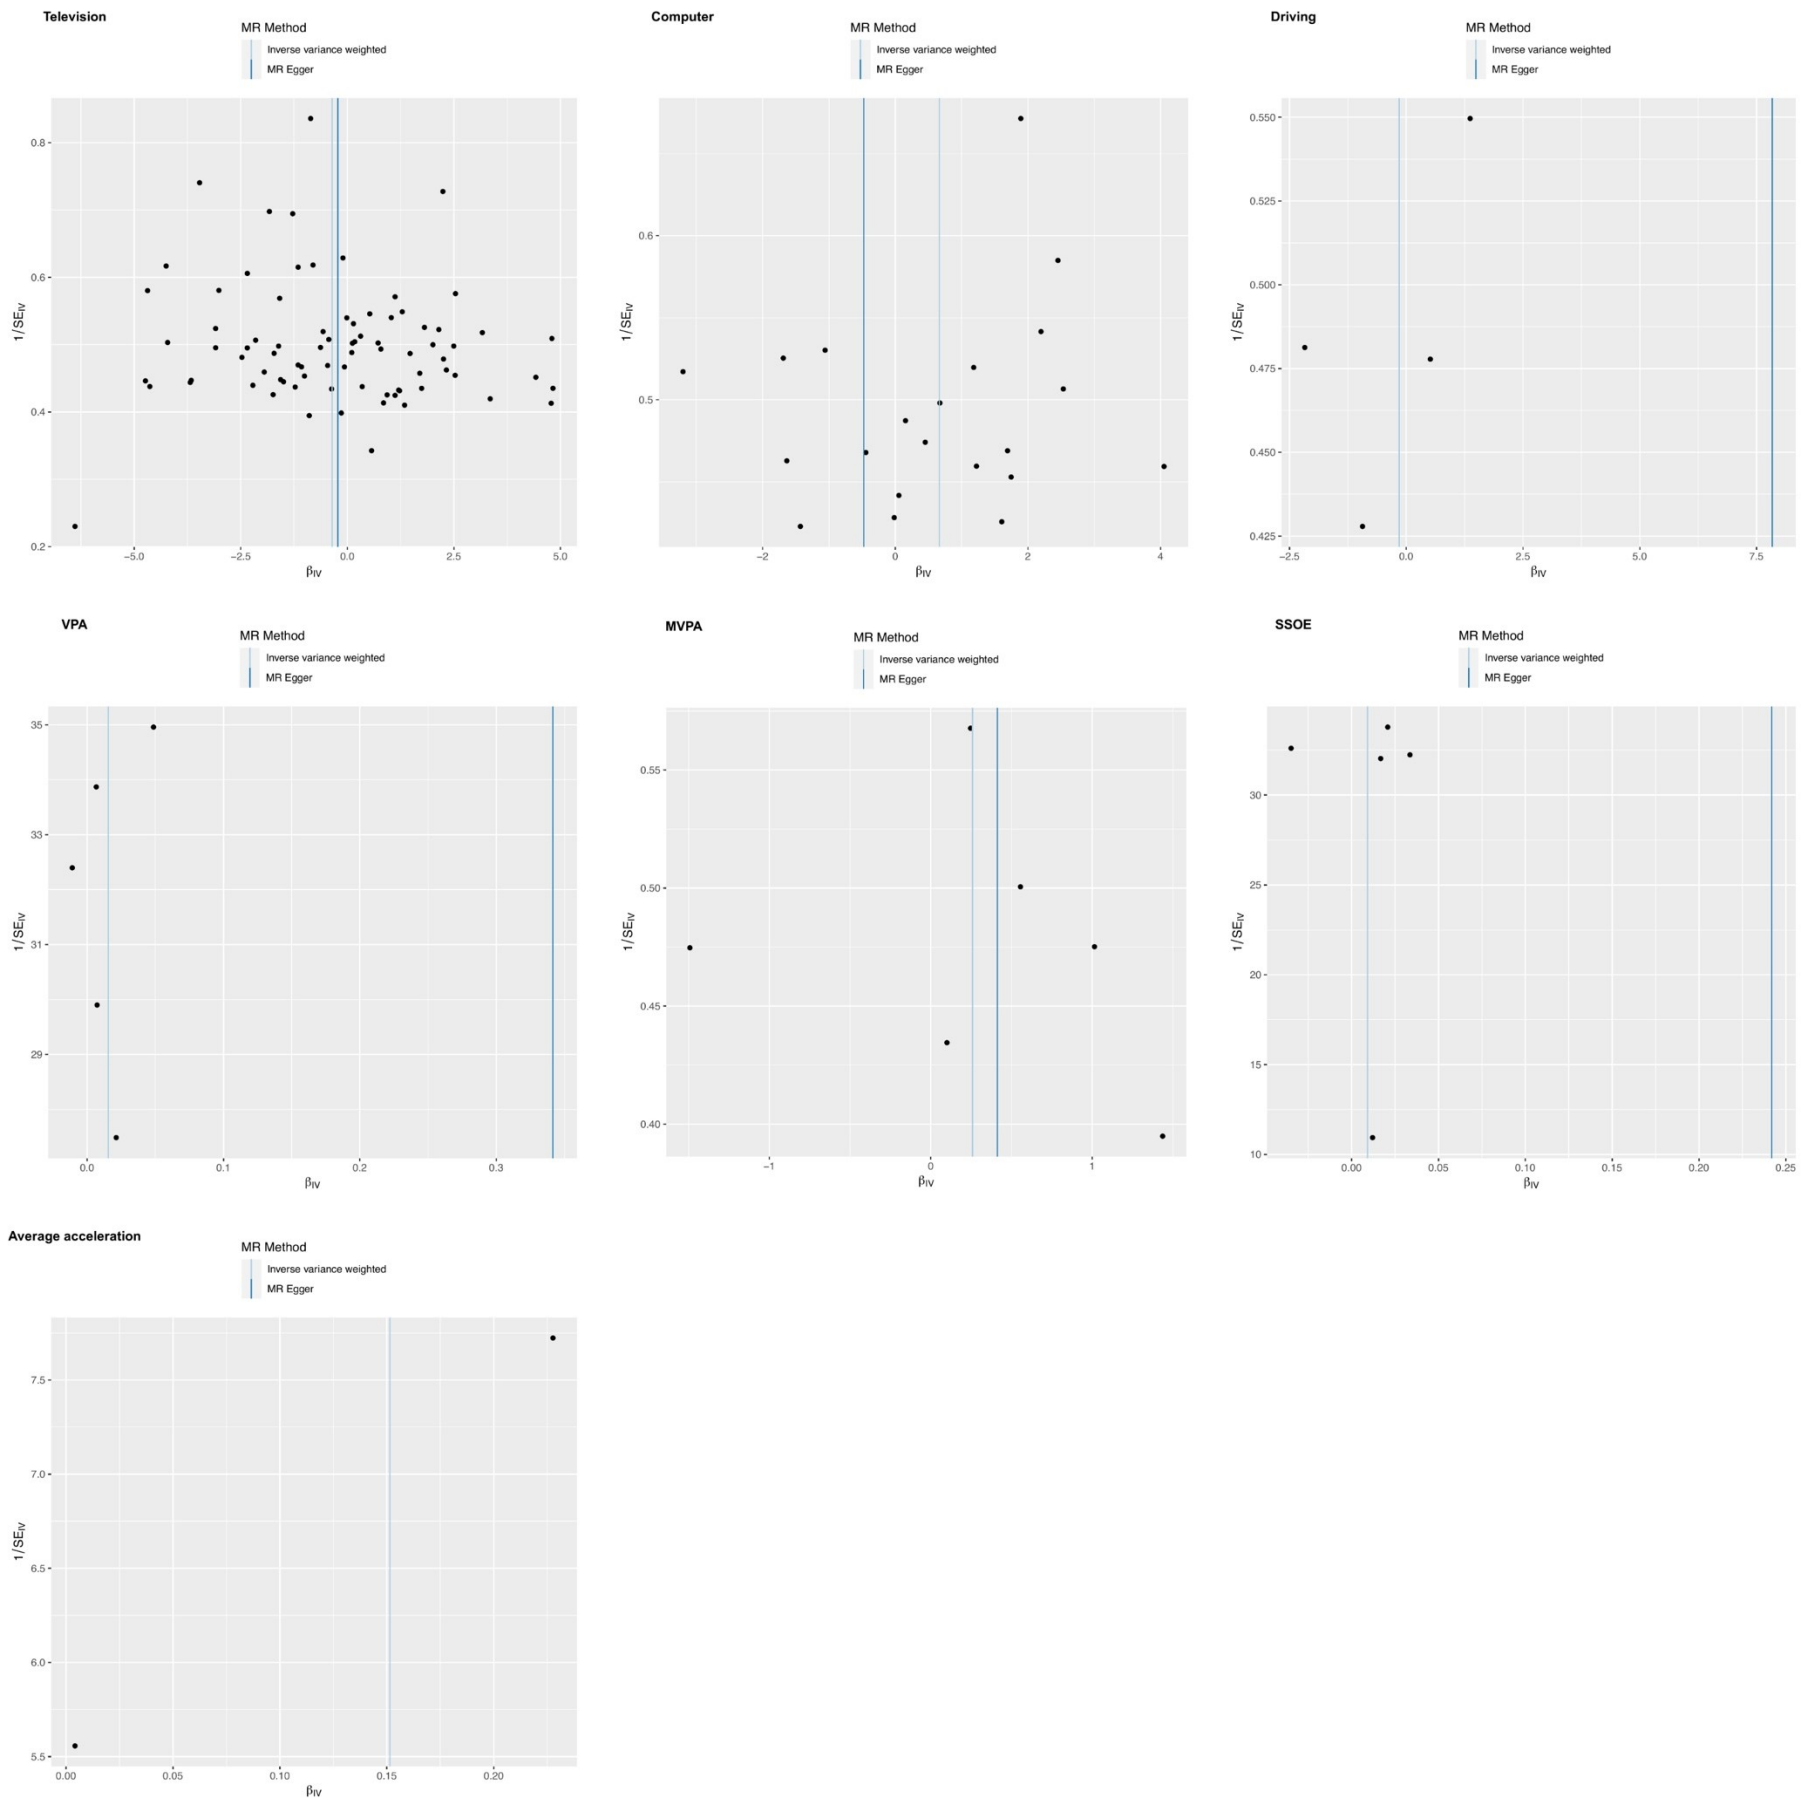 Television
MR Method
Inverse variance weighted
MR Egger
0.8
0.6
0.4
0.2
1/SE_IV
−5.0 −2.5 0.0 2.5 5.0
β_IV
Computer
MR Method
Inverse variance weighted
MR Egger
0.6
0.5
1/SE_IV
−2 0 2 4
β_IV
Driving
MR Method
Inverse variance weighted
MR Egger
0.550
0.525
0.500
0.475
0.450
0.425
1/SE_IV
−2.5 0.0 2.5 5.0 7.5
β_IV
VPA
MR Method
Inverse variance weighted
MR Egger
35
33
31
29
1/SE_IV
0.0 0.1 0.2 0.3
β_IV
MVPA
MR Method
Inverse variance weighted
MR Egger
0.55
0.50
0.45
0.40
1/SE_IV
−1 0 1
β_IV
SSOE
MR Method
Inverse variance weighted
MR Egger
30
25
20
15
10
1/SE_IV
0.00 0.05 0.10 0.15 0.20 0.25
β_IV
Average acceleration
MR Method
Inverse variance weighted
MR Egger
7.5
7.0
6.5
6.0
5.5
1/SE_IV
0.00 0.05 0.10 0.15 0.20
β_IV